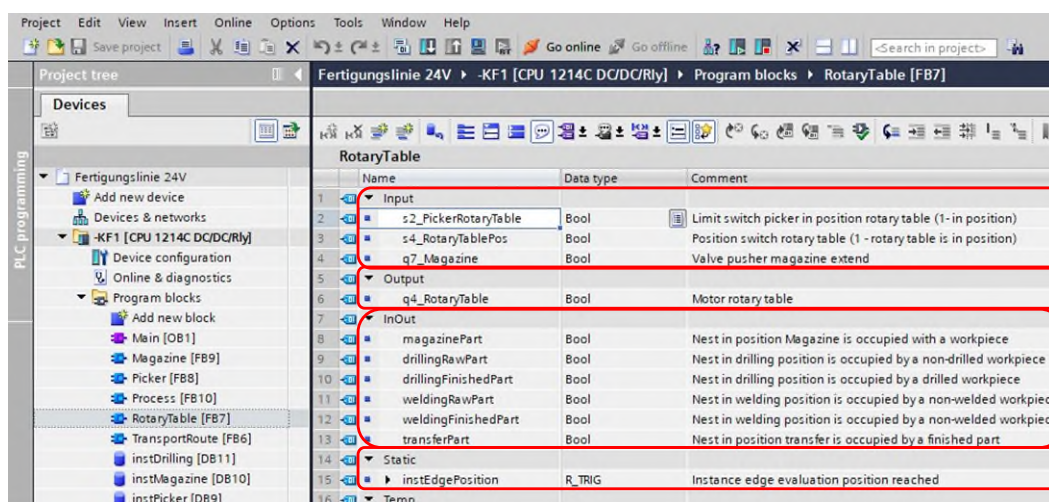 Project Edit View Insert Online Options Tools Window Help
Save project Go online Go offline <Search in project>
Project tree
Fertigungslinie 24V ▸ -KF1 [CPU 1214C DC/DC/Rly] ▸ Program blocks ▸ RotaryTable [FB7]
Devices
PLC programming
Fertigungslinie 24V
Add new device
Devices & networks
-KF1 [CPU 1214C DC/DC/Rly]
Device configuration
Online & diagnostics
Program blocks
Add new block
Main [OB1]
Magazine [FB9]
Picker [FB8]
Process [FB10]
RotaryTable [FB7]
TransportRoute [FB6]
instDrilling [DB11]
instMagazine [DB10]
instPicker [DB9]
RotaryTable
Name Data type Comment
1 Input
2 s2_PickerRotaryTable Bool Limit switch picker in position rotary table (1- in position)
3 s4_RotaryTablePos Bool Position switch rotary table (1 - rotary table is in position)
4 q7_Magazine Bool Valve pusher magazine extend
5 Output
6 q4_RotaryTable Bool Motor rotary table
7 InOut
8 magazinePart Bool Nest in position Magazine is occupied with a workpiece
9 drillingRawPart Bool Nest in drilling position is occupied by a non-drilled workpiece
10 drillingFinishedPart Bool Nest in drilling position is occupied by a drilled workpiece
11 weldingRawPart Bool Nest in welding position is occupied by a non-welded workpiec
12 weldingFinishedPart Bool Nest in welding position is occupied by a non-welded workpiec
13 transferPart Bool Nest in position transfer is occupied by a finished part
14 Static
15 instEdgePosition R_TRIG Instance edge evaluation position reached
16 Temp